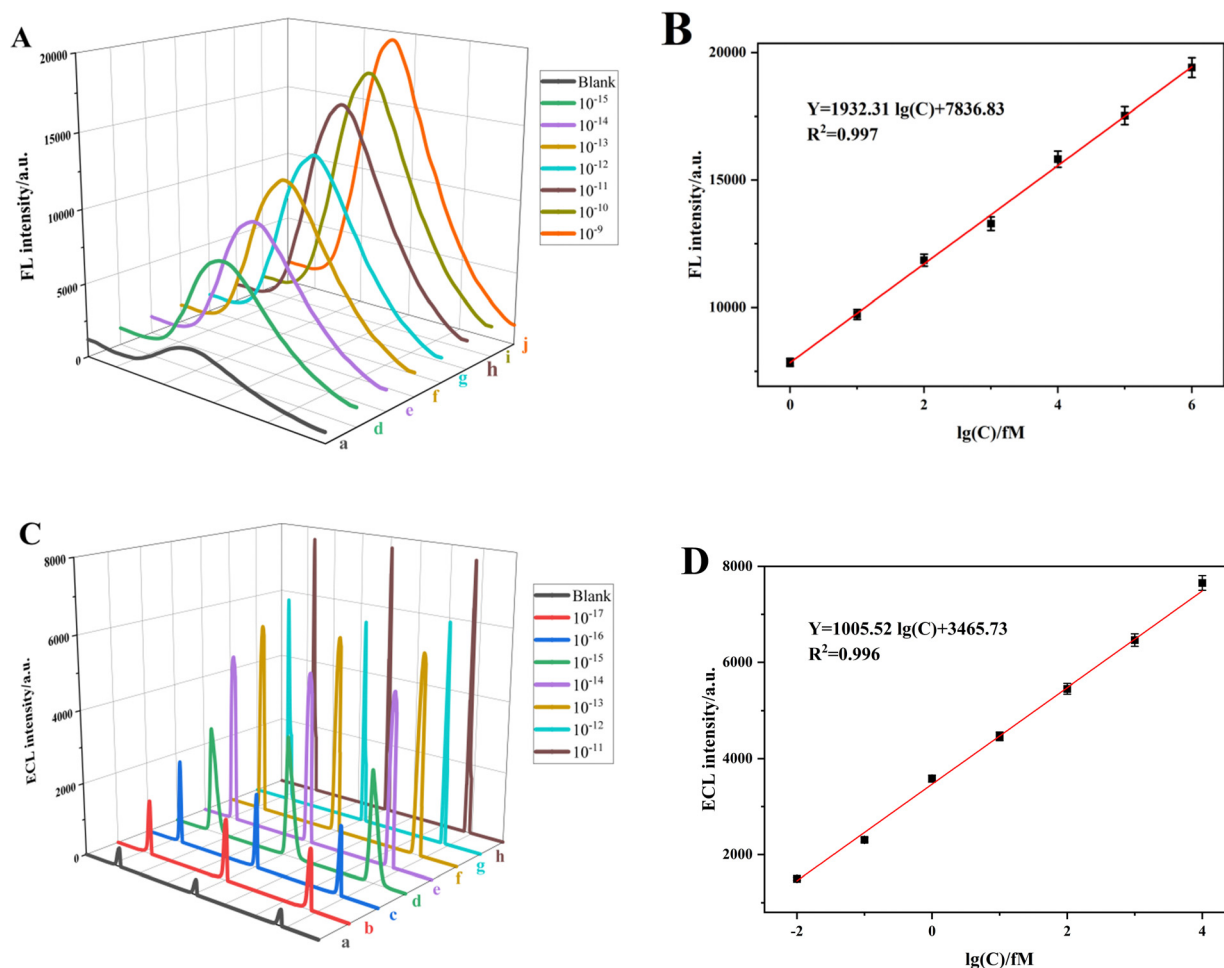 A
20000
15000
10000
5000
0
FL intensity/a.u.
Blank
10⁻¹⁵
10⁻¹⁴
10⁻¹³
10⁻¹²
10⁻¹¹
10⁻¹⁰
10⁻⁹
a
d
e
f
g
h
i
j
B
20000
15000
10000
FL intensity/a.u.
Y=1932.31 lg(C)+7836.83
R²=0.997
0 2 4 6
lg(C)/fM
C
8000
6000
4000
2000
0
ECL intensity/a.u.
Blank
10⁻¹⁷
10⁻¹⁶
10⁻¹⁵
10⁻¹⁴
10⁻¹³
10⁻¹²
10⁻¹¹
a
b
c
d
e
f
g
h
D
8000
6000
4000
2000
ECL intensity/a.u.
Y=1005.52 lg(C)+3465.73
R²=0.996
-2 0 2 4
lg(C)/fM